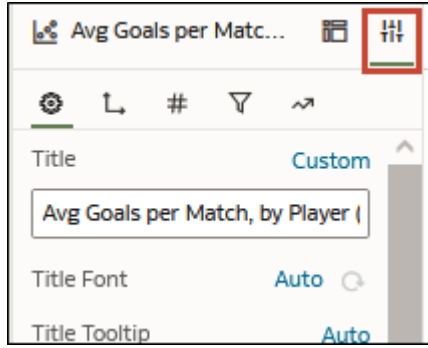 Avg Goals per Matc...
#
Title Custom
Avg Goals per Match, by Player (
Title Font Auto
Title Tooltip Auto